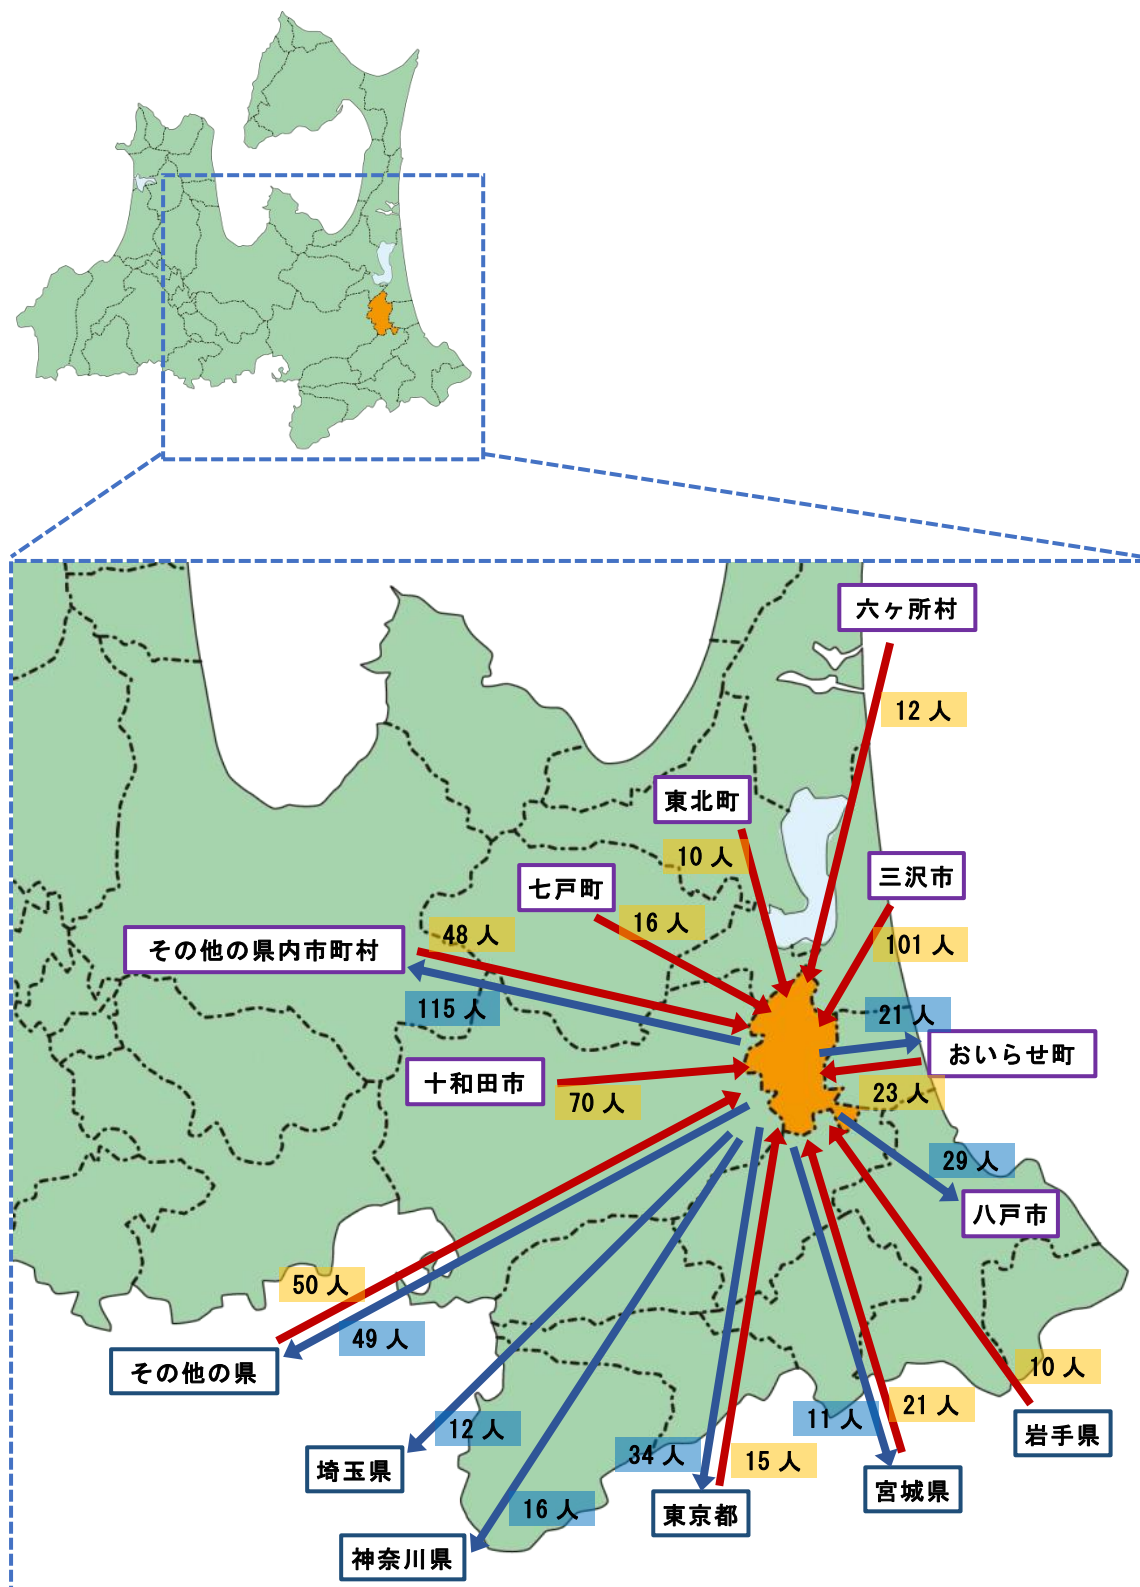 六ヶ所村
12 人
東北町
10 人
三沢市
七戸町
16 人
101 人
48 人
その他の県内市町村
115 人
21 人
おいらせ町
十和田市
70 人
23 人
29 人
八戸市
50 人
49 人
その他の県
10 人
21 人
11 人
岩手県
12 人
34 人
15 人
埼玉県
宮城県
16 人
東京都
神奈川県